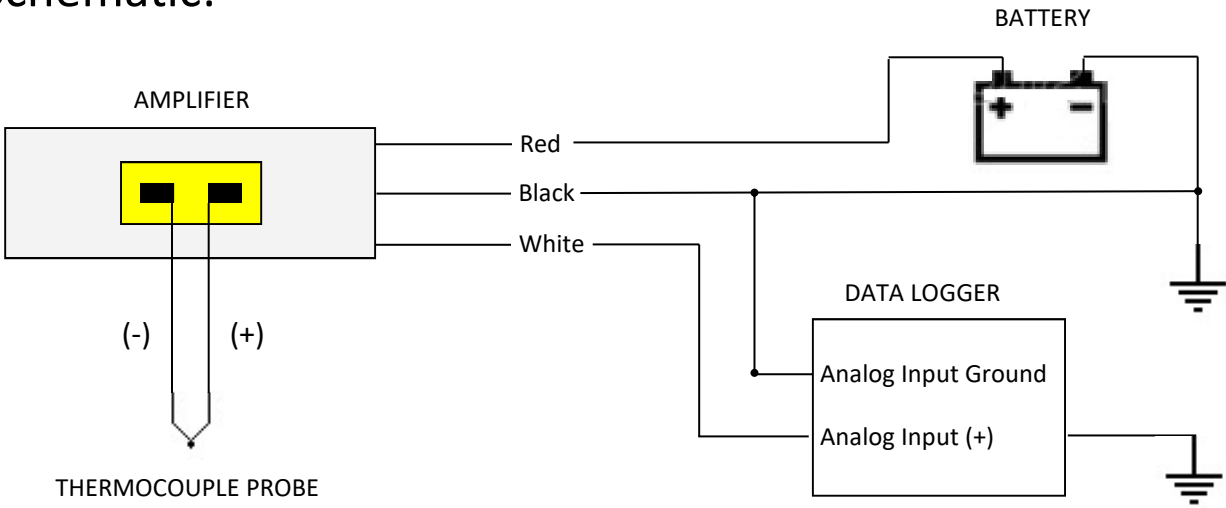 Schematic:
BATTERY
AMPLIFIER
+ −
Red
Black
White
DATA LOGGER
(-) (+)
Analog Input Ground
Analog Input (+)
THERMOCOUPLE PROBE